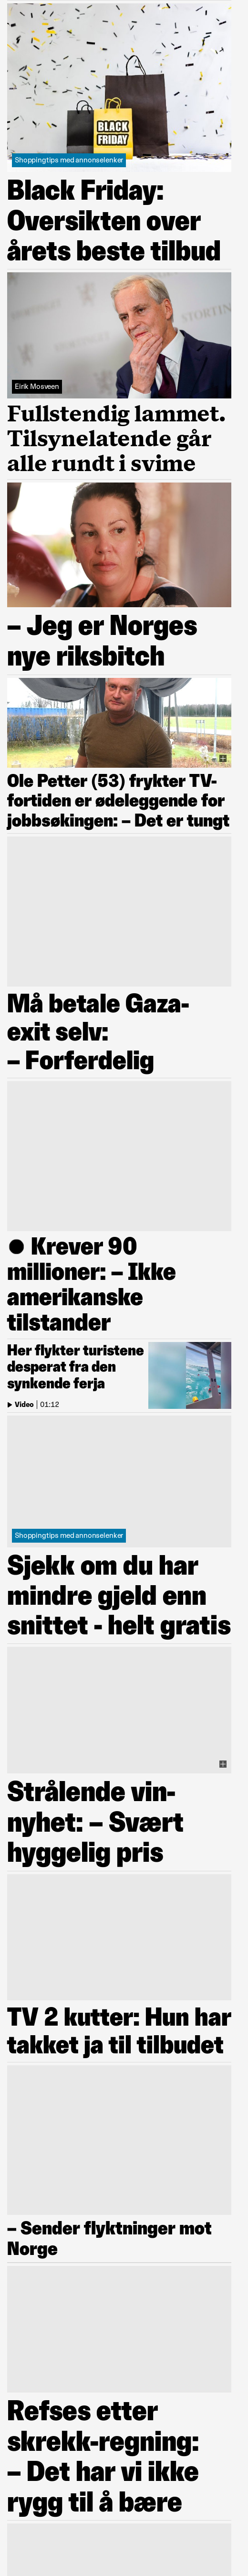 BLACK
FRIDAY
Shoppingtips med annonselenker
Black Friday:
Oversikten over
årets beste tilbud
STORTING
Eirik Mosveen
Fullstendig lammet.
Tilsynelatende går
alle rundt i svime
– Jeg er Norges
nye riksbitch
Ole Petter (53) frykter TV-
fortiden er ødeleggende for
jobbsøkingen: – Det er tungt
Må betale Gaza-
exit selv:
– Forferdelig
● Krever 90
millioner: – Ikke
amerikanske
tilstander
Her flykter turistene
desperat fra den
synkende ferja
Video | 01:12
Shoppingtips med annonselenker
Sjekk om du har
mindre gjeld enn
snittet - helt gratis
Strålende vin-
nyhet: – Svært
hyggelig pris
TV 2 kutter: Hun har
takket ja til tilbudet
– Sender flyktninger mot
Norge
Refses etter
skrekk-regning:
– Det har vi ikke
rygg til å bære